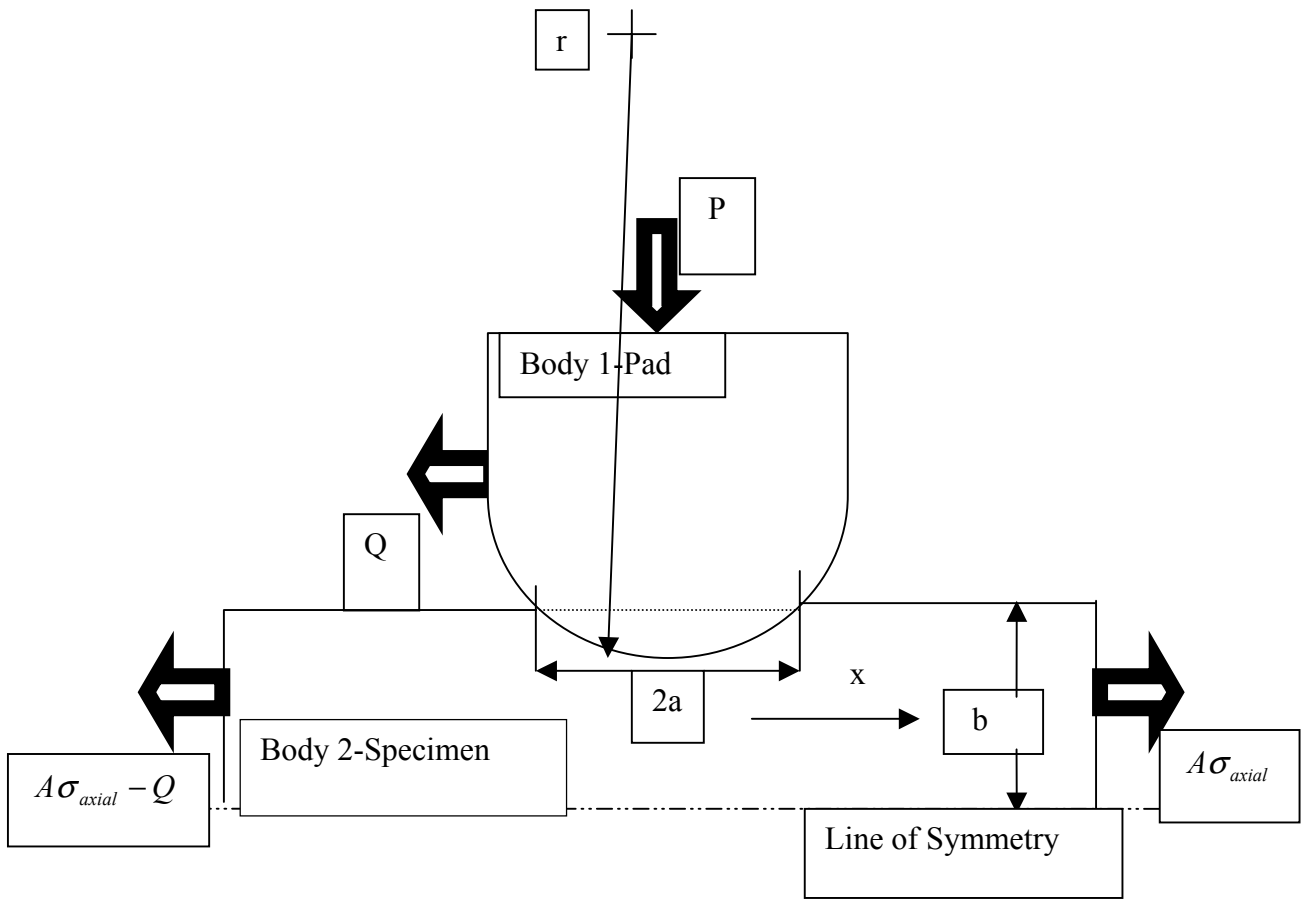 r
P
Body 1-Pad
Q
2a
x
b
Body 2-Specimen
Aσ_axial − Q
Aσ_axial
Line of Symmetry